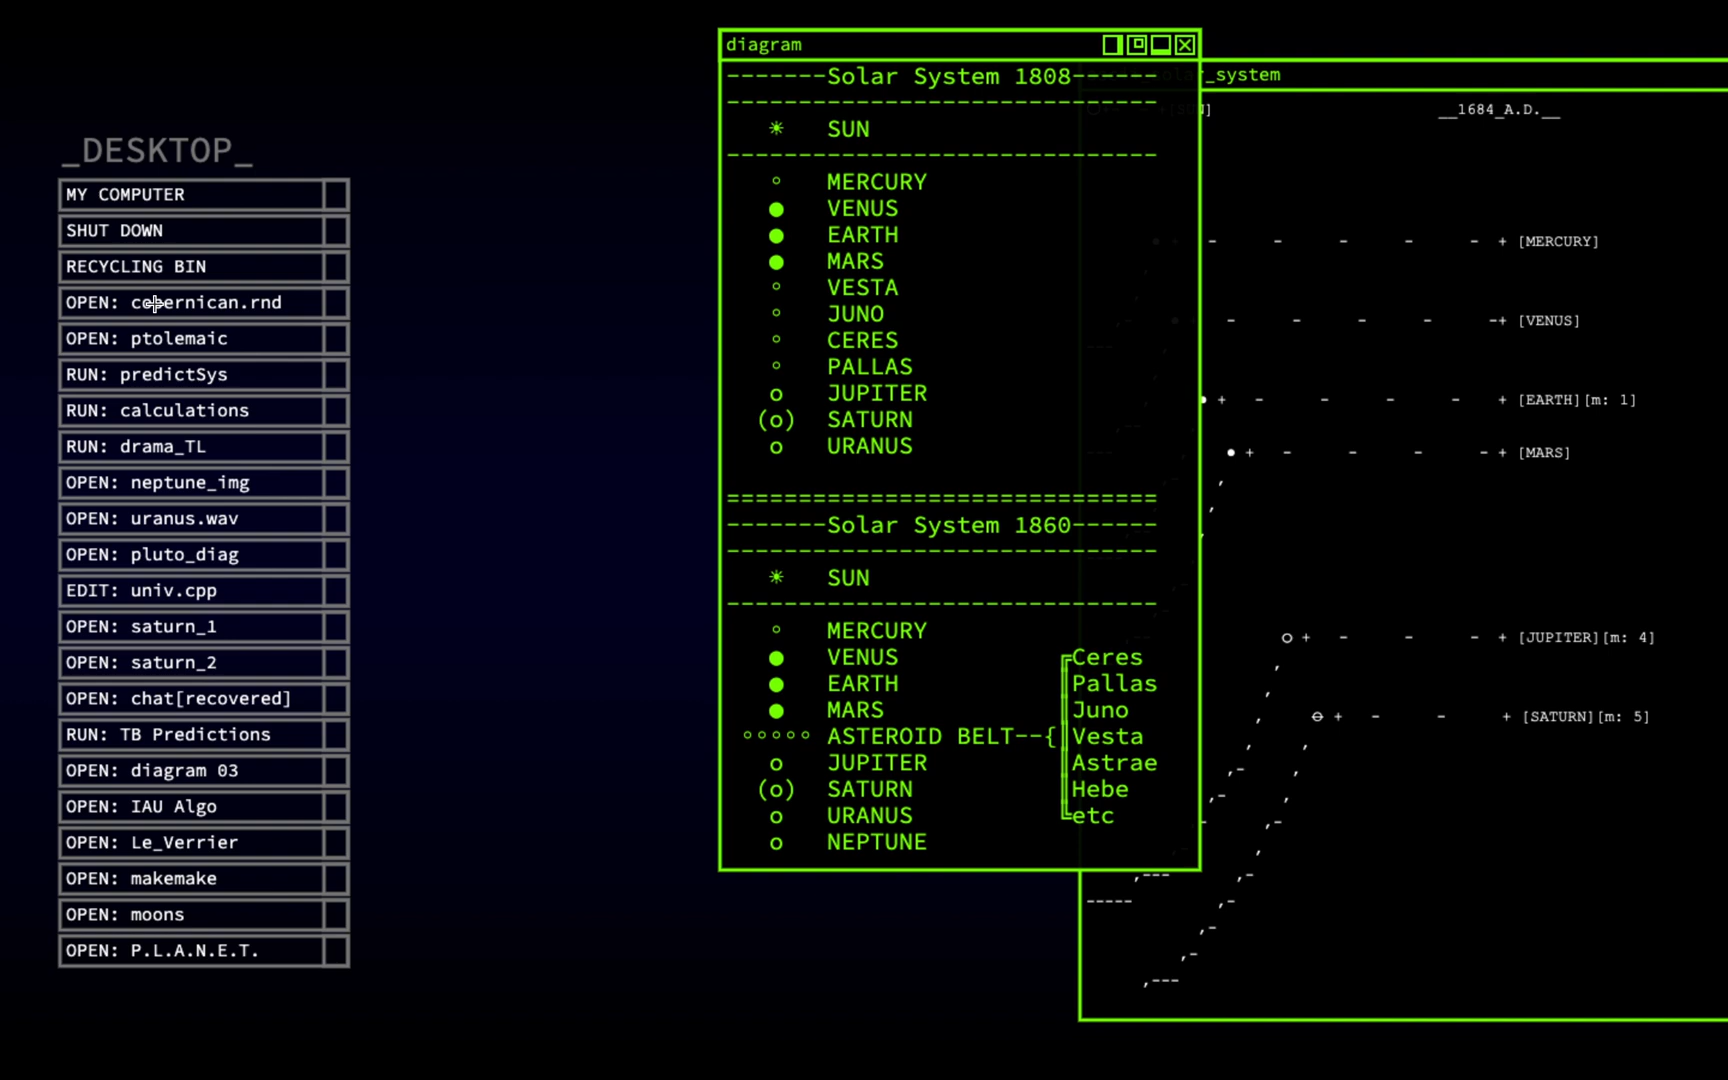 _DESKTOP_
MY COMPUTER
SHUT DOWN
RECYCLING BIN
OPEN: copernican.rnd
OPEN: ptolemaic
RUN: predictSys
RUN: calculations
RUN: drama_TL
OPEN: neptune_img
OPEN: uranus.wav
OPEN: pluto_diag
EDIT: univ.cpp
OPEN: saturn_1
OPEN: saturn_2
OPEN: chat[recovered]
RUN: TB Predictions
OPEN: diagram 03
OPEN: IAU Algo
OPEN: Le_Verrier
OPEN: makemake
OPEN: moons
OPEN: P.L.A.N.E.T.
diagram
-------Solar System 1808------
SUN
MERCURY
VENUS
EARTH
MARS
VESTA
JUNO
CERES
PALLAS
JUPITER
(o) SATURN
URANUS
-------Solar System 1860------
SUN
MERCURY
VENUS
EARTH
MARS
ASTEROID BELT--{
JUPITER
(o) SATURN
URANUS
NEPTUNE
Ceres
Pallas
Juno
Vesta
Astrae
Hebe
etc
_system
__1684_A.D.__
[MERCURY]
[VENUS]
[EARTH][m: 1]
[MARS]
[JUPITER][m: 4]
[SATURN][m: 5]